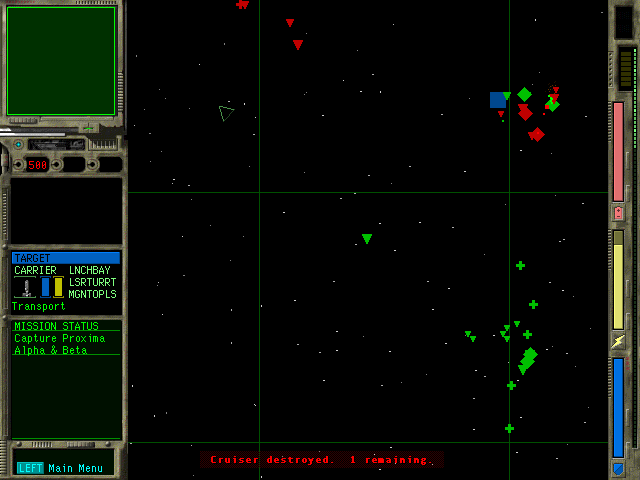 500
TARGET
CARRIER LNCHBAY
LSRTURRT
MGNTOPLS
Transport
MISSION STATUS
Capture Proxima
Alpha & Beta
Cruiser destroyed. 1 remaining.
LEFT Main Menu